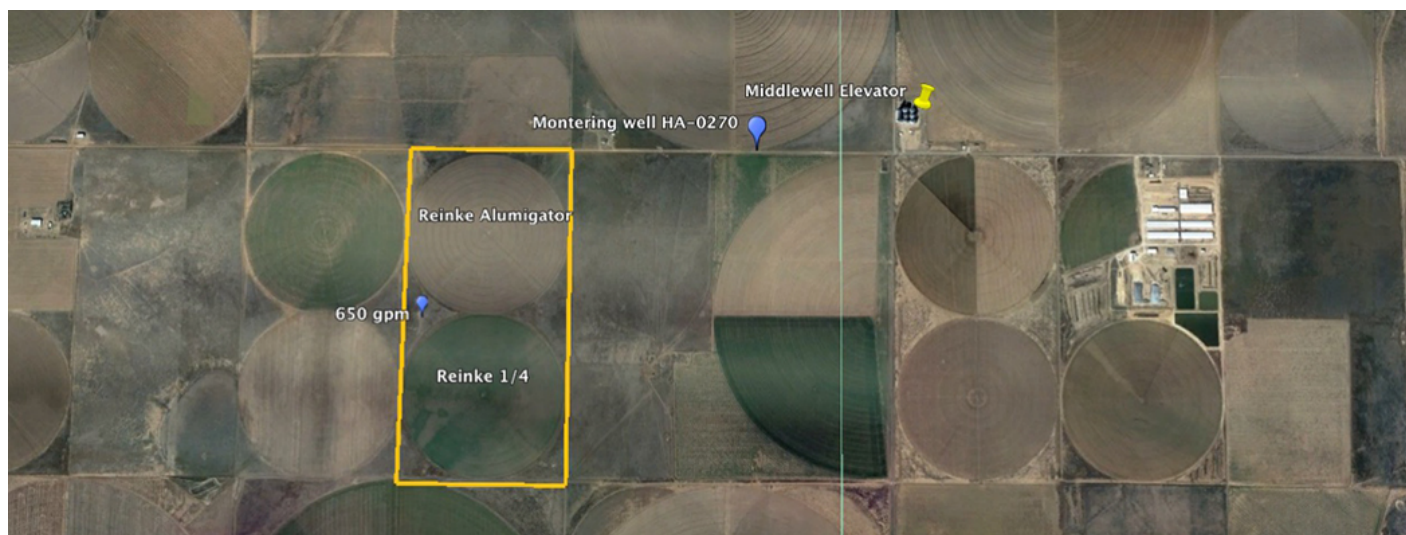 Middlewell Elevator
Montering well HA-0270
Reinke Alumigator
650 gpm
Reinke 1/4